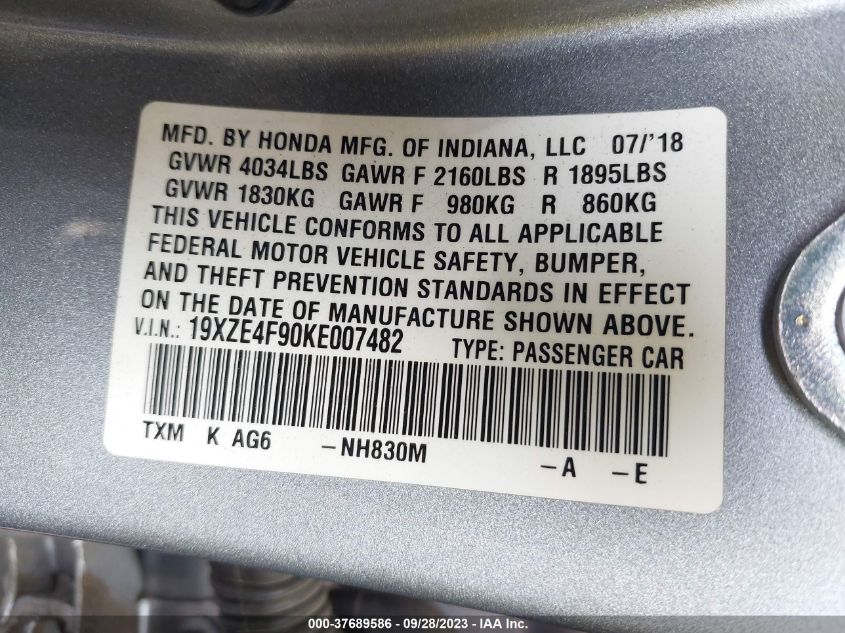 MFD. BY HONDA MFG. OF INDIANA, LLC 07/'18
GVWR 4034LBS GAWR F 2160LBS R 1895LBS
GVWR 1830KG GAWR F 980KG R 860KG
THIS VEHICLE CONFORMS TO ALL APPLICABLE
FEDERAL MOTOR VEHICLE SAFETY, BUMPER,
AND THEFT PREVENTION STANDARDS IN EFFECT
ON THE DATE OF MANUFACTURE SHOWN ABOVE.
V.I.N.: 19XZE4F90KE007482 TYPE: PASSENGER CAR
TXM K AG6 -NH830M -A -E
000-37689586 - 09/28/2023 - IAA Inc.